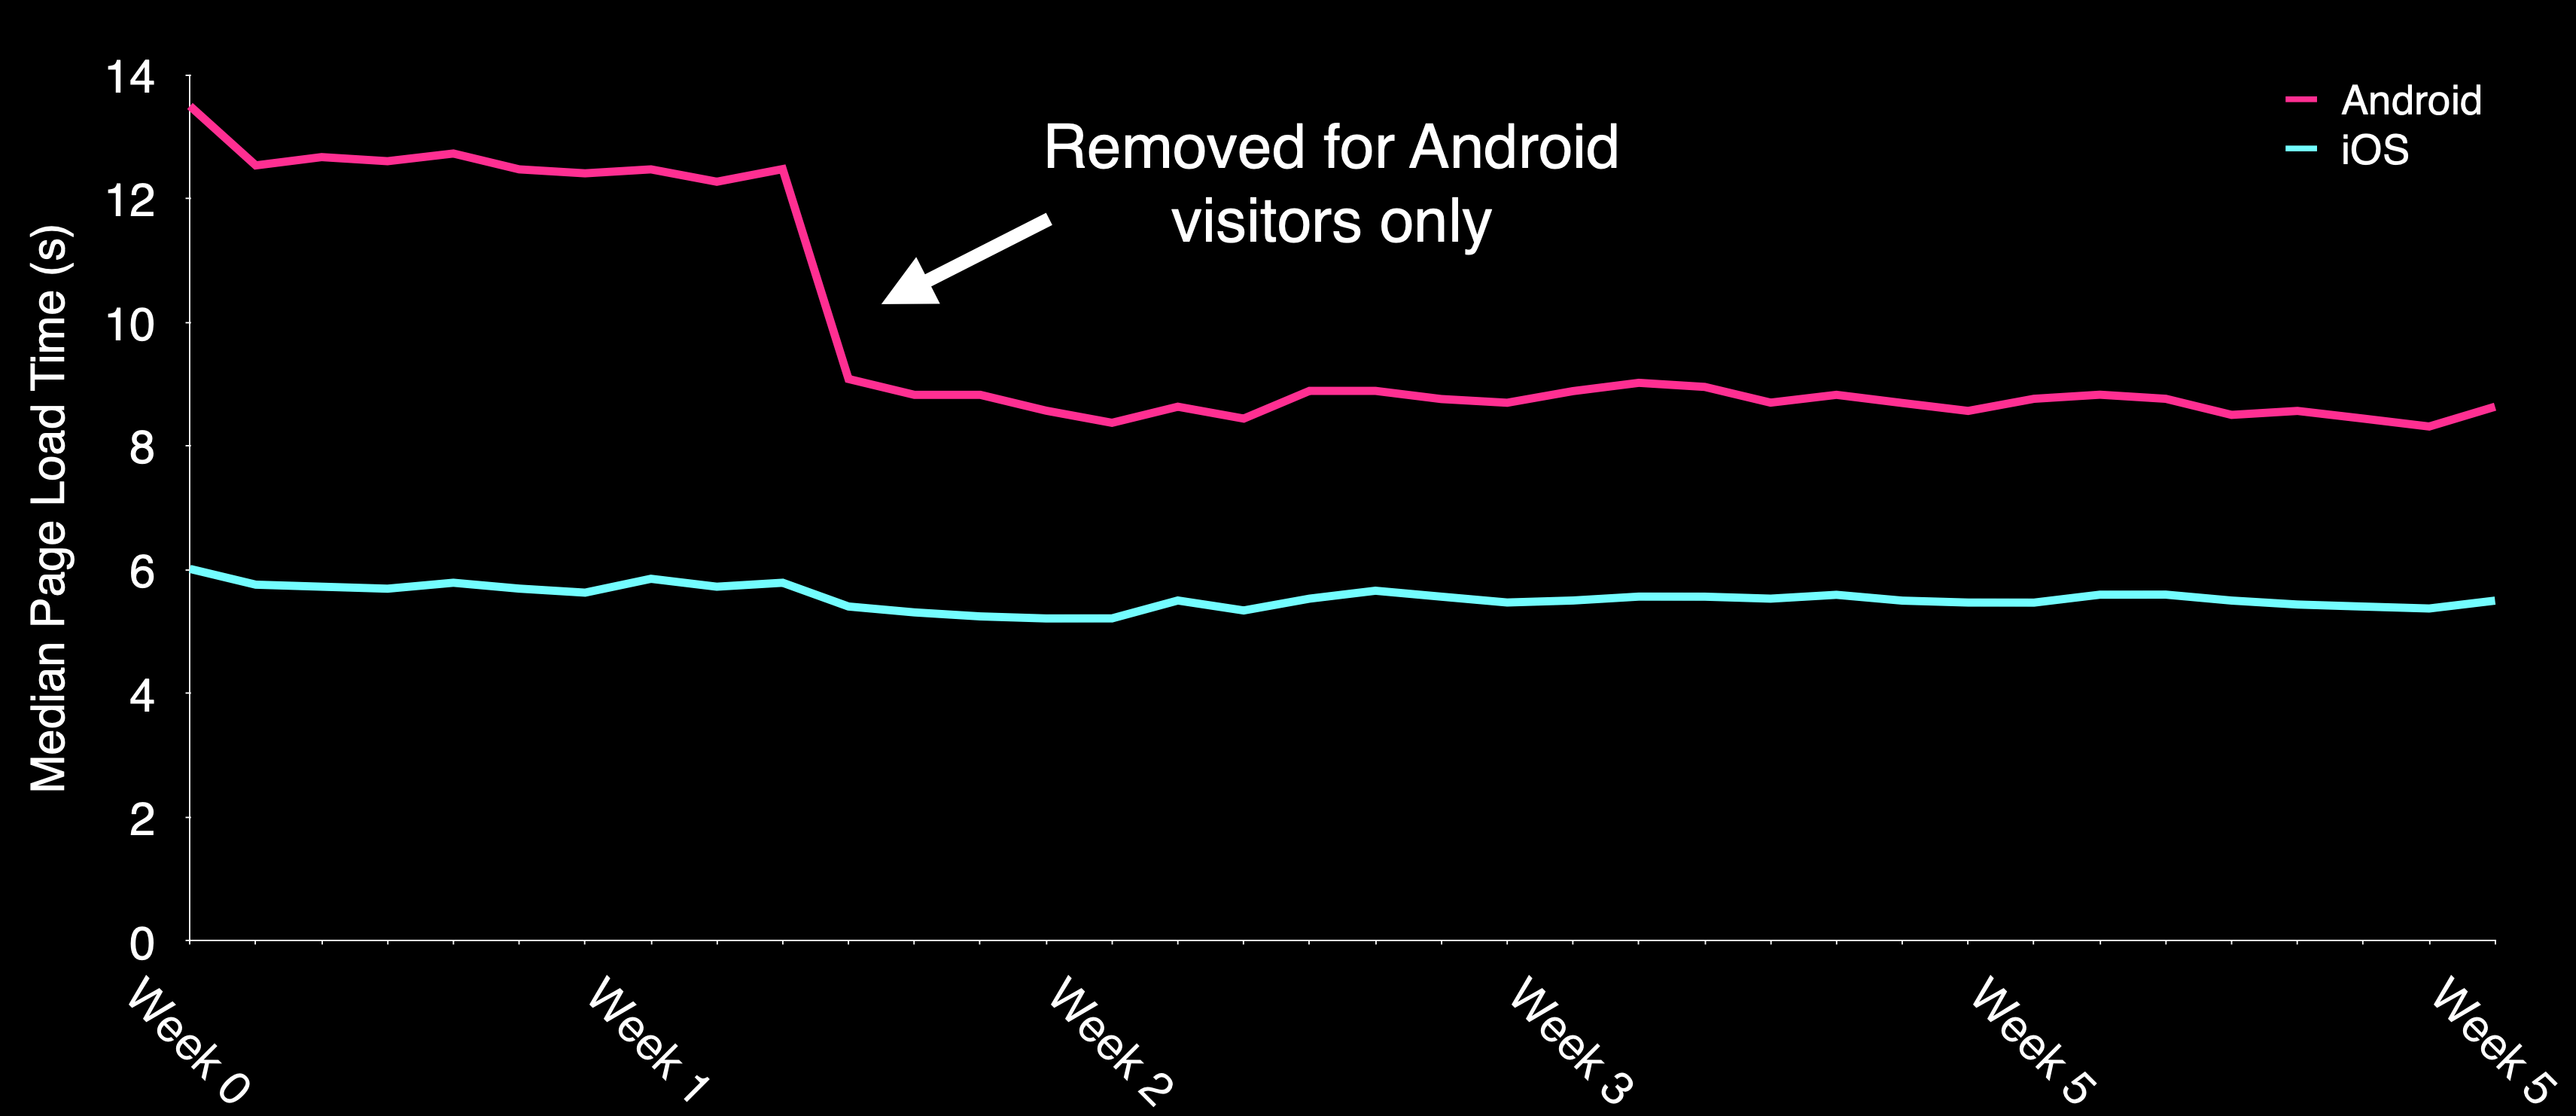 14
12
10
8
6
4
2
0
Median Page Load Time (s)
Removed for Android
visitors only
Android
iOS
Week 0
Week 1
Week 2
Week 3
Week 5
Week 5